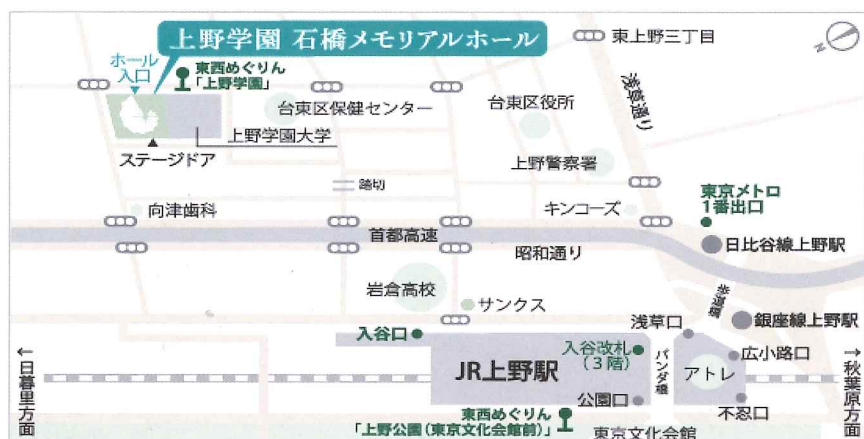 上野学園 石橋メモリアルホール
東上野三丁目
N
ホール
入口
東西めぐりん
「上野学園」
浅草通り
台東区保健センター
台東区役所
上野学園大学
ステージドア
上野警察署
踏切
東京メトロ
1番出口
向津歯科
キンコーズ
首都高速
昭和通り
日比谷線上野駅
岩倉高校
サンクス
歩道橋
浅草口
銀座線上野駅
入谷口
入谷改札
(3階)
パンダ橋
広小路口
アトレ
JR上野駅
←日暮里方面
→秋葉原方面
公園口
不忍口
東西めぐりん
「上野公園(東京文化会館前)」
東京文化会館